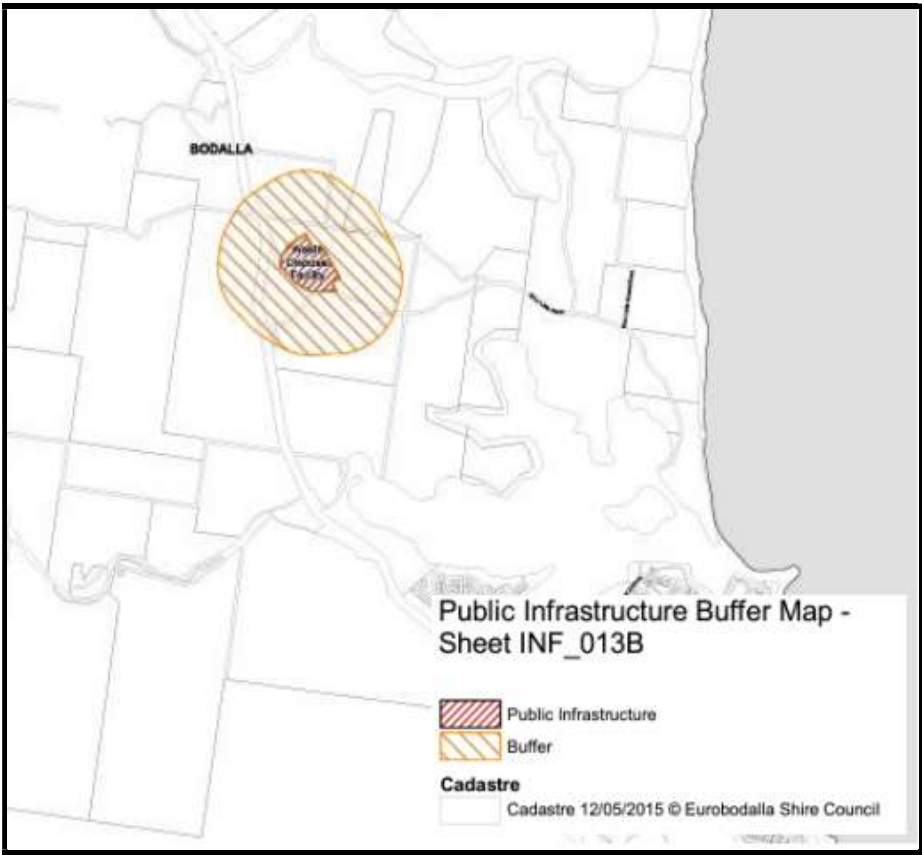 BODALLA
Waste
Disposal
Facility
Public Infrastructure Buffer Map -
Sheet INF_013B
Public Infrastructure
Buffer
Cadastre
Cadastre 12/05/2015 © Eurobodalla Shire Council